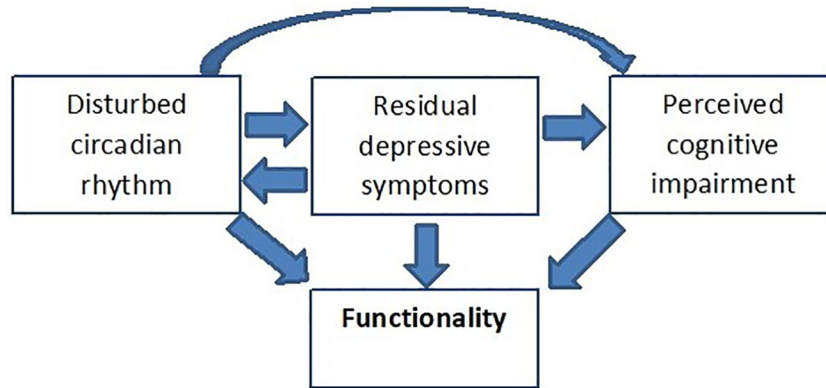 Disturbed
circadian
rhythm
Residual
depressive
symptoms
Perceived
cognitive
impairment
Functionality